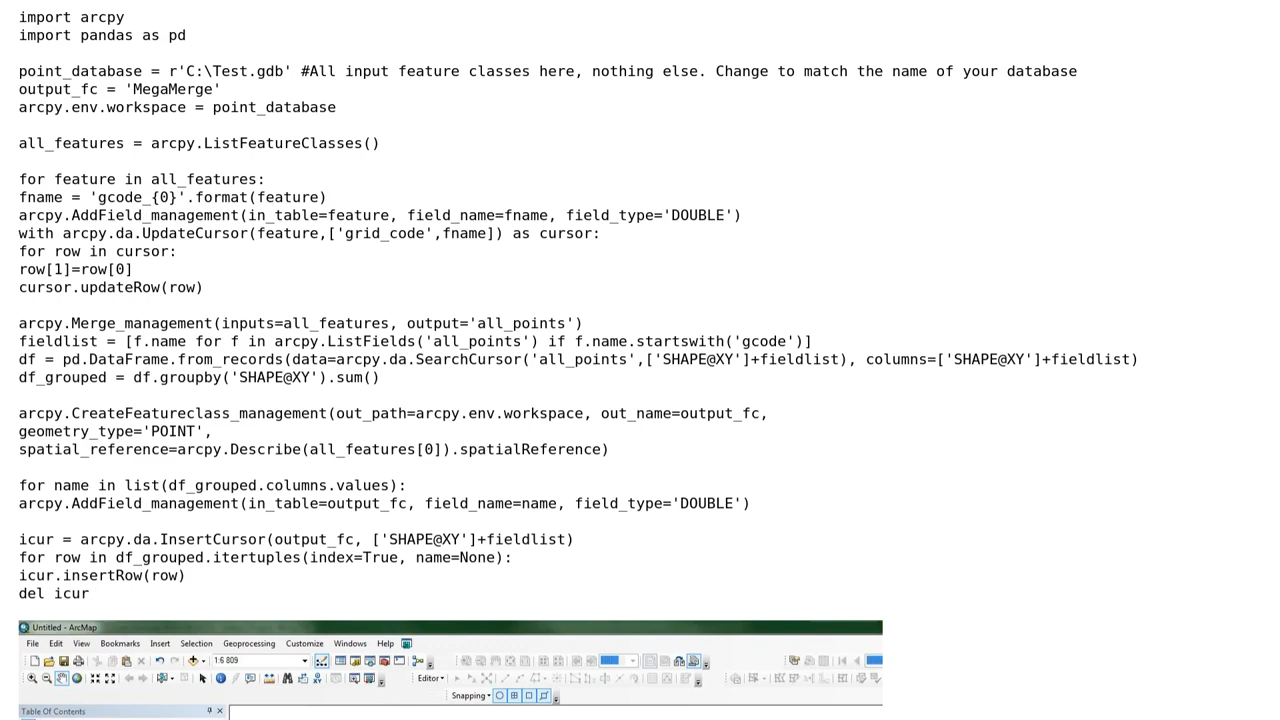 import arcpy
import pandas as pd
point_database = r'C:\Test.gdb' #All input feature classes here, nothing else. Change to match the name of your database
output_fc = 'MegaMerge'
arcpy.env.workspace = point_database
all_features = arcpy.ListFeatureClasses()
for feature in all_features:
fname = 'gcode_{0}'.format(feature)
arcpy.AddField_management(in_table=feature, field_name=fname, field_type='DOUBLE')
with arcpy.da.UpdateCursor(feature,['grid_code',fname]) as cursor:
for row in cursor:
row[1]=row[0]
cursor.updateRow(row)
arcpy.Merge_management(inputs=all_features, output='all_points')
fieldlist = [f.name for f in arcpy.ListFields('all_points') if f.name.startswith('gcode')]
df = pd.DataFrame.from_records(data=arcpy.da.SearchCursor('all_points',['SHAPE@XY']+fieldlist), columns=['SHAPE@XY']+fieldlist)
df_grouped = df.groupby('SHAPE@XY').sum()
arcpy.CreateFeatureclass_management(out_path=arcpy.env.workspace, out_name=output_fc,
geometry_type='POINT',
spatial_reference=arcpy.Describe(all_features[0]).spatialReference)
for name in list(df_grouped.columns.values):
arcpy.AddField_management(in_table=output_fc, field_name=name, field_type='DOUBLE')
icur = arcpy.da.InsertCursor(output_fc, ['SHAPE@XY']+fieldlist)
for row in df_grouped.itertuples(index=True, name=None):
icur.insertRow(row)
del icur
Untitled - ArcMap
File Edit View Bookmarks Insert Selection Geoprocessing Customize Windows Help
1:6 809
Editor
Snapping
Table Of Contents